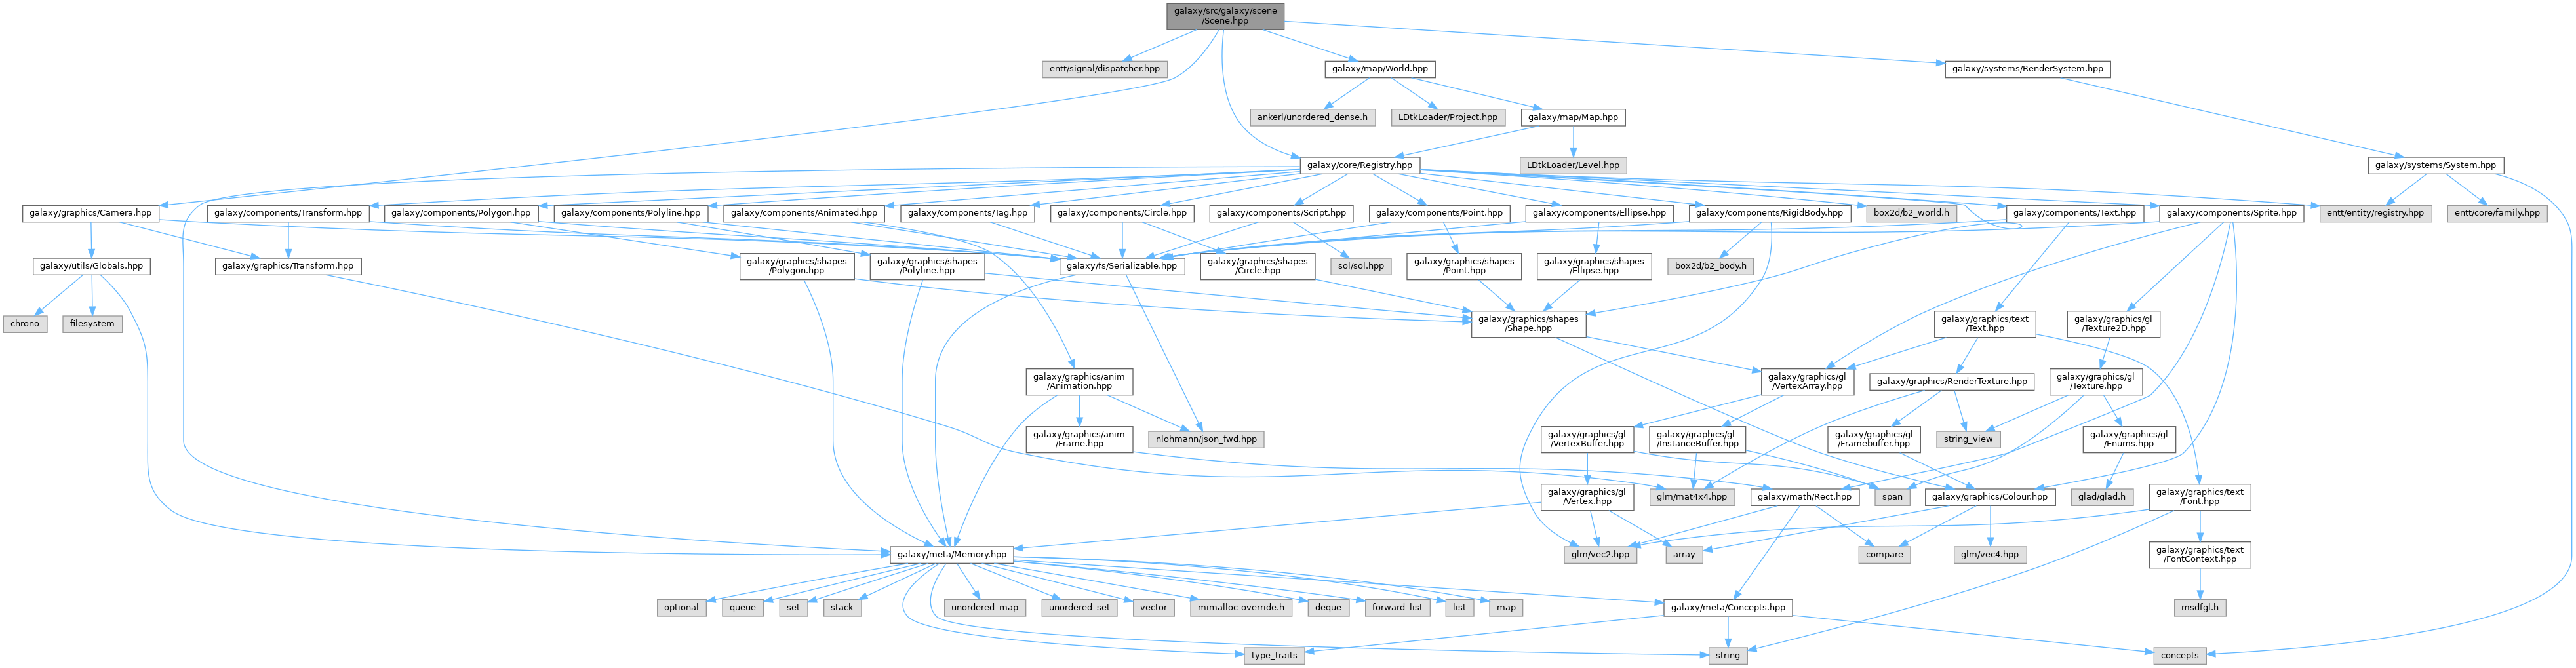 galaxy/src/galaxy/scene
/Scene.hpp
entt/signal/dispatcher.hpp
galaxy/map/World.hpp
galaxy/systems/RenderSystem.hpp
ankerl/unordered_dense.h
LDtkLoader/Project.hpp
galaxy/map/Map.hpp
galaxy/core/Registry.hpp
LDtkLoader/Level.hpp
galaxy/systems/System.hpp
galaxy/graphics/Camera.hpp
galaxy/components/Transform.hpp
galaxy/components/Polygon.hpp
galaxy/components/Polyline.hpp
galaxy/components/Animated.hpp
galaxy/components/Tag.hpp
galaxy/components/Circle.hpp
galaxy/components/Script.hpp
galaxy/components/Point.hpp
galaxy/components/Ellipse.hpp
galaxy/components/RigidBody.hpp
box2d/b2_world.h
galaxy/components/Text.hpp
galaxy/components/Sprite.hpp
entt/entity/registry.hpp
entt/core/family.hpp
galaxy/utils/Globals.hpp
galaxy/graphics/Transform.hpp
galaxy/graphics/shapes
/Polygon.hpp
galaxy/graphics/shapes
/Polyline.hpp
galaxy/fs/Serializable.hpp
galaxy/graphics/shapes
/Circle.hpp
sol/sol.hpp
galaxy/graphics/shapes
/Point.hpp
galaxy/graphics/shapes
/Ellipse.hpp
box2d/b2_body.h
chrono
filesystem
galaxy/graphics/shapes
/Shape.hpp
galaxy/graphics/text
/Text.hpp
galaxy/graphics/gl
/Texture2D.hpp
galaxy/graphics/anim
/Animation.hpp
galaxy/graphics/gl
/VertexArray.hpp
galaxy/graphics/RenderTexture.hpp
galaxy/graphics/gl
/Texture.hpp
galaxy/graphics/anim
/Frame.hpp
nlohmann/json_fwd.hpp
galaxy/graphics/gl
/VertexBuffer.hpp
galaxy/graphics/gl
/InstanceBuffer.hpp
galaxy/graphics/gl
/Framebuffer.hpp
string_view
galaxy/graphics/gl
/Enums.hpp
galaxy/graphics/gl
/Vertex.hpp
glm/mat4x4.hpp
galaxy/math/Rect.hpp
span
galaxy/graphics/Colour.hpp
glad/glad.h
galaxy/graphics/text
/Font.hpp
galaxy/meta/Memory.hpp
glm/vec2.hpp
array
compare
glm/vec4.hpp
galaxy/graphics/text
/FontContext.hpp
optional
queue
set
stack
unordered_map
unordered_set
vector
mimalloc-override.h
deque
forward_list
list
map
galaxy/meta/Concepts.hpp
msdfgl.h
type_traits
string
concepts